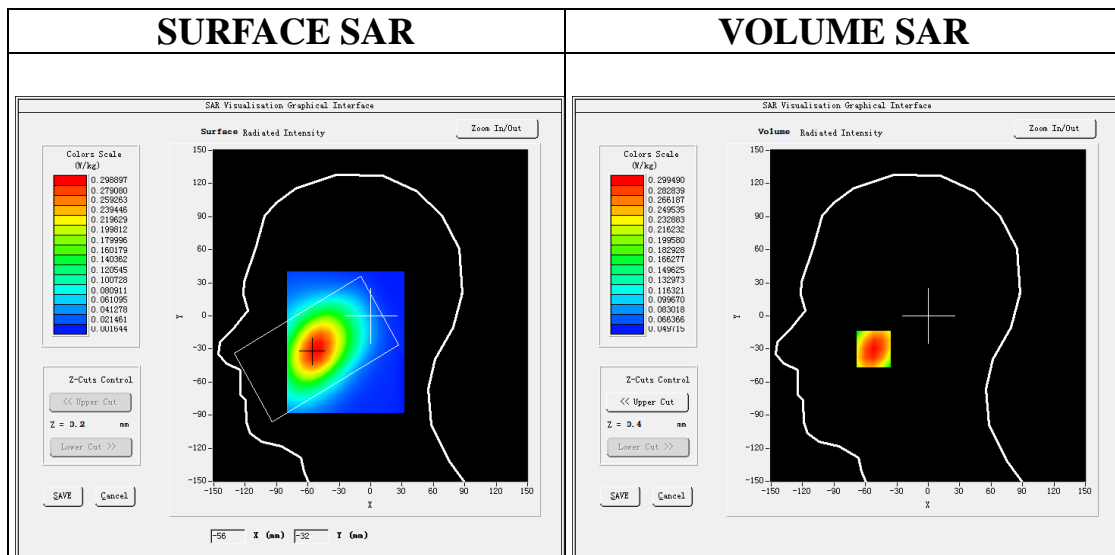 SURFACE SAR
VOLUME SAR
SAR Visualisation Graphical Interface
Surface Radiated Intensity
Zoom In/Out
Colors Scale
(W/kg)
0.298897
0.279080
0.259263
0.239446
0.219629
0.199812
0.179996
0.160179
0.140362
0.120545
0.100728
0.080911
0.061095
0.041278
0.021461
0.001644
150
120
90
60
30
0
-30
-60
-90
-120
-150
Y
-150 -120 -90 -60 -30 0 30 60 90 120 150
X
Z-Cuts Control
<< Upper Cut
Z = 0.2 mm
Lower Cut >>
SAVE Cancel
-56 X (mm) -32 Y (mm)
SAR Visualisation Graphical Interface
Volume Radiated Intensity
Zoom In/Out
Colors Scale
(W/kg)
0.299490
0.282839
0.266187
0.249535
0.232883
0.216232
0.199580
0.182928
0.166277
0.149625
0.132973
0.116321
0.099670
0.083018
0.066366
0.049715
150
120
90
60
30
0
-30
-60
-90
-120
-150
Y
-150 -120 -90 -60 -30 0 30 60 90 120 150
X
Z-Cuts Control
<< Upper Cut
Z = 0.4 mm
Lower Cut >>
SAVE Cancel